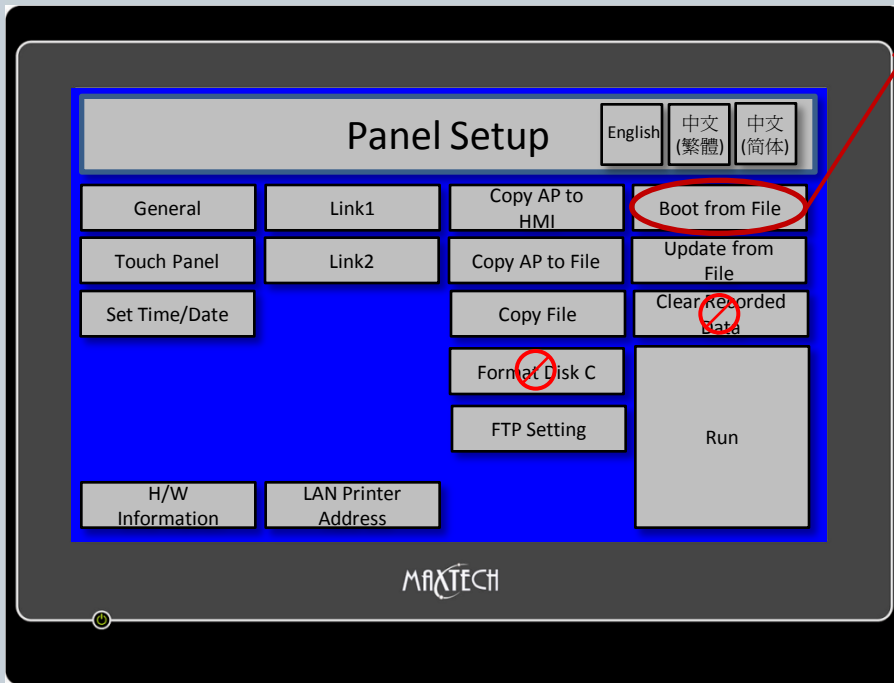 Panel Setup
English
中文
(繁體)
中文
(简体)
General
Link1
Copy AP to
HMI
Boot from File
Touch Panel
Link2
Copy AP to File
Update from
File
Set Time/Date
Copy File
Clear Recorded
Data
Format Disk C
FTP Setting
Run
H/W
Information
LAN Printer
Address
MAXTECH